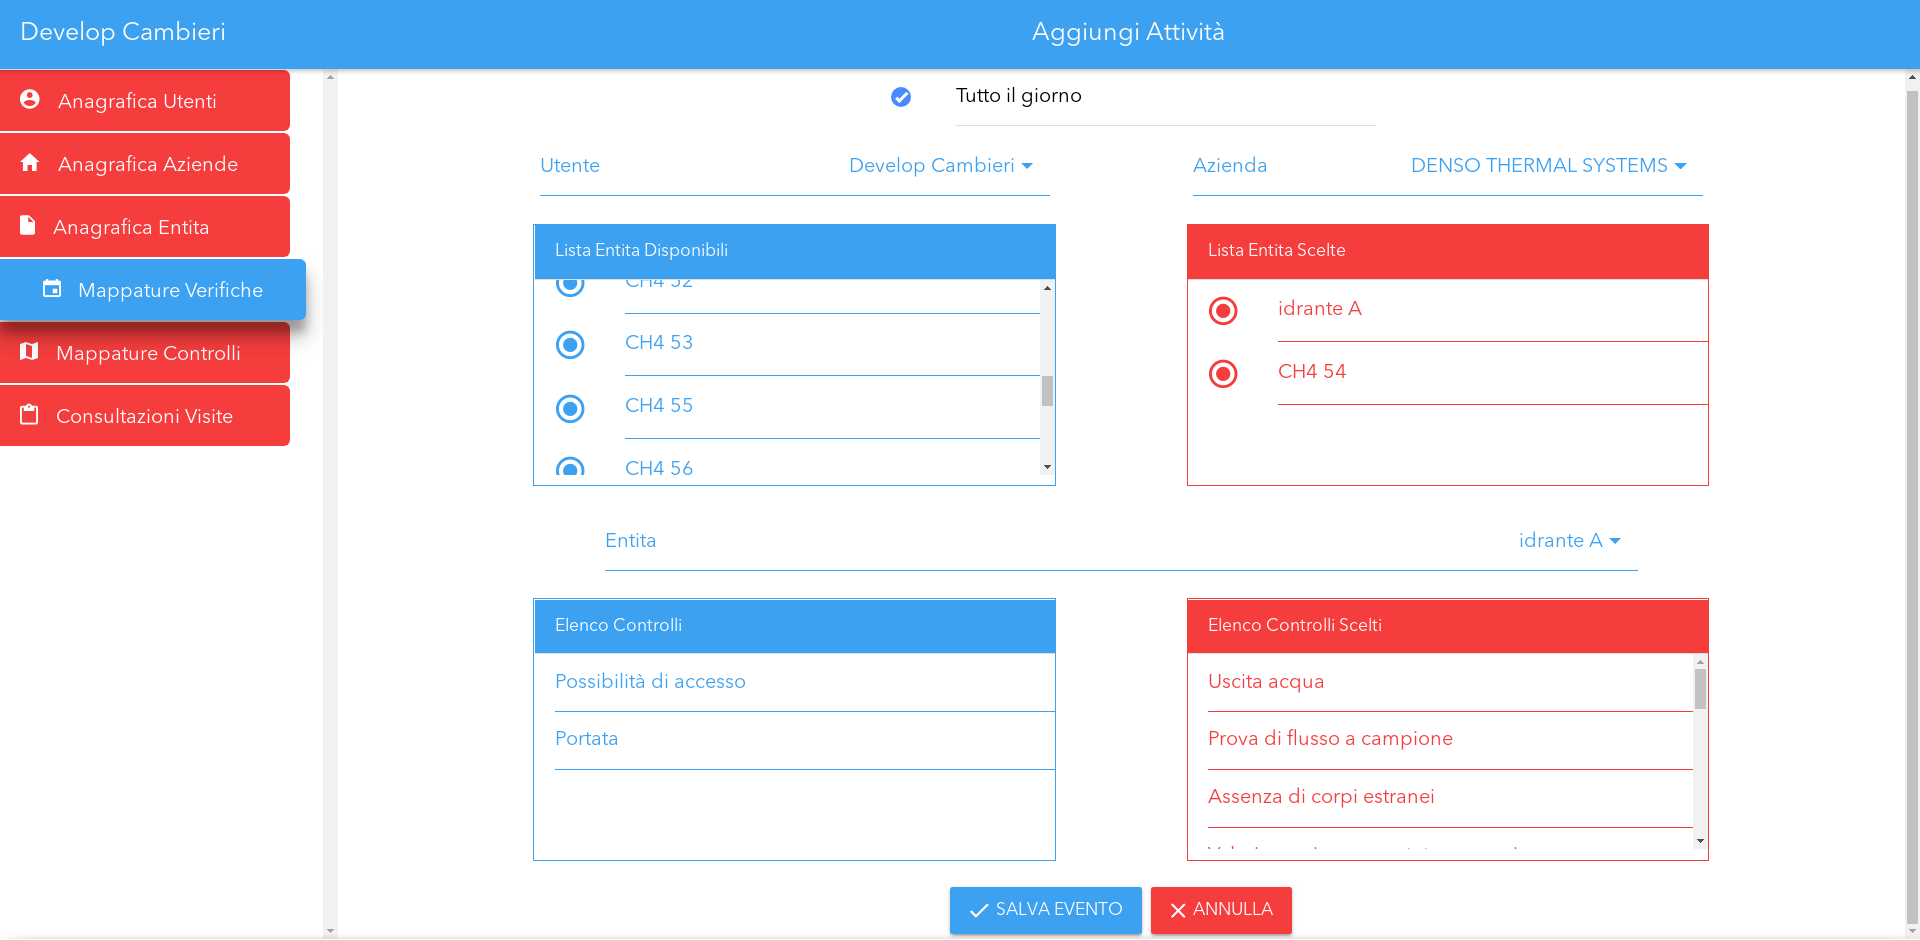 Develop Cambieri
Aggiungi Attività
Anagrafica Utenti
Anagrafica Aziende
Anagrafica Entita
Mappature Verifiche
Mappature Controlli
Consultazioni Visite
Tutto il giorno
Utente
Develop Cambieri
Azienda
DENSO THERMAL SYSTEMS
Lista Entita Disponibili
CH4 52
CH4 53
CH4 55
CH4 56
Lista Entita Scelte
idrante A
CH4 54
Entita
idrante A
Elenco Controlli
Possibilità di accesso
Portata
Elenco Controlli Scelti
Uscita acqua
Prova di flusso a campione
Assenza di corpi estranei
SALVA EVENTO
ANNULLA